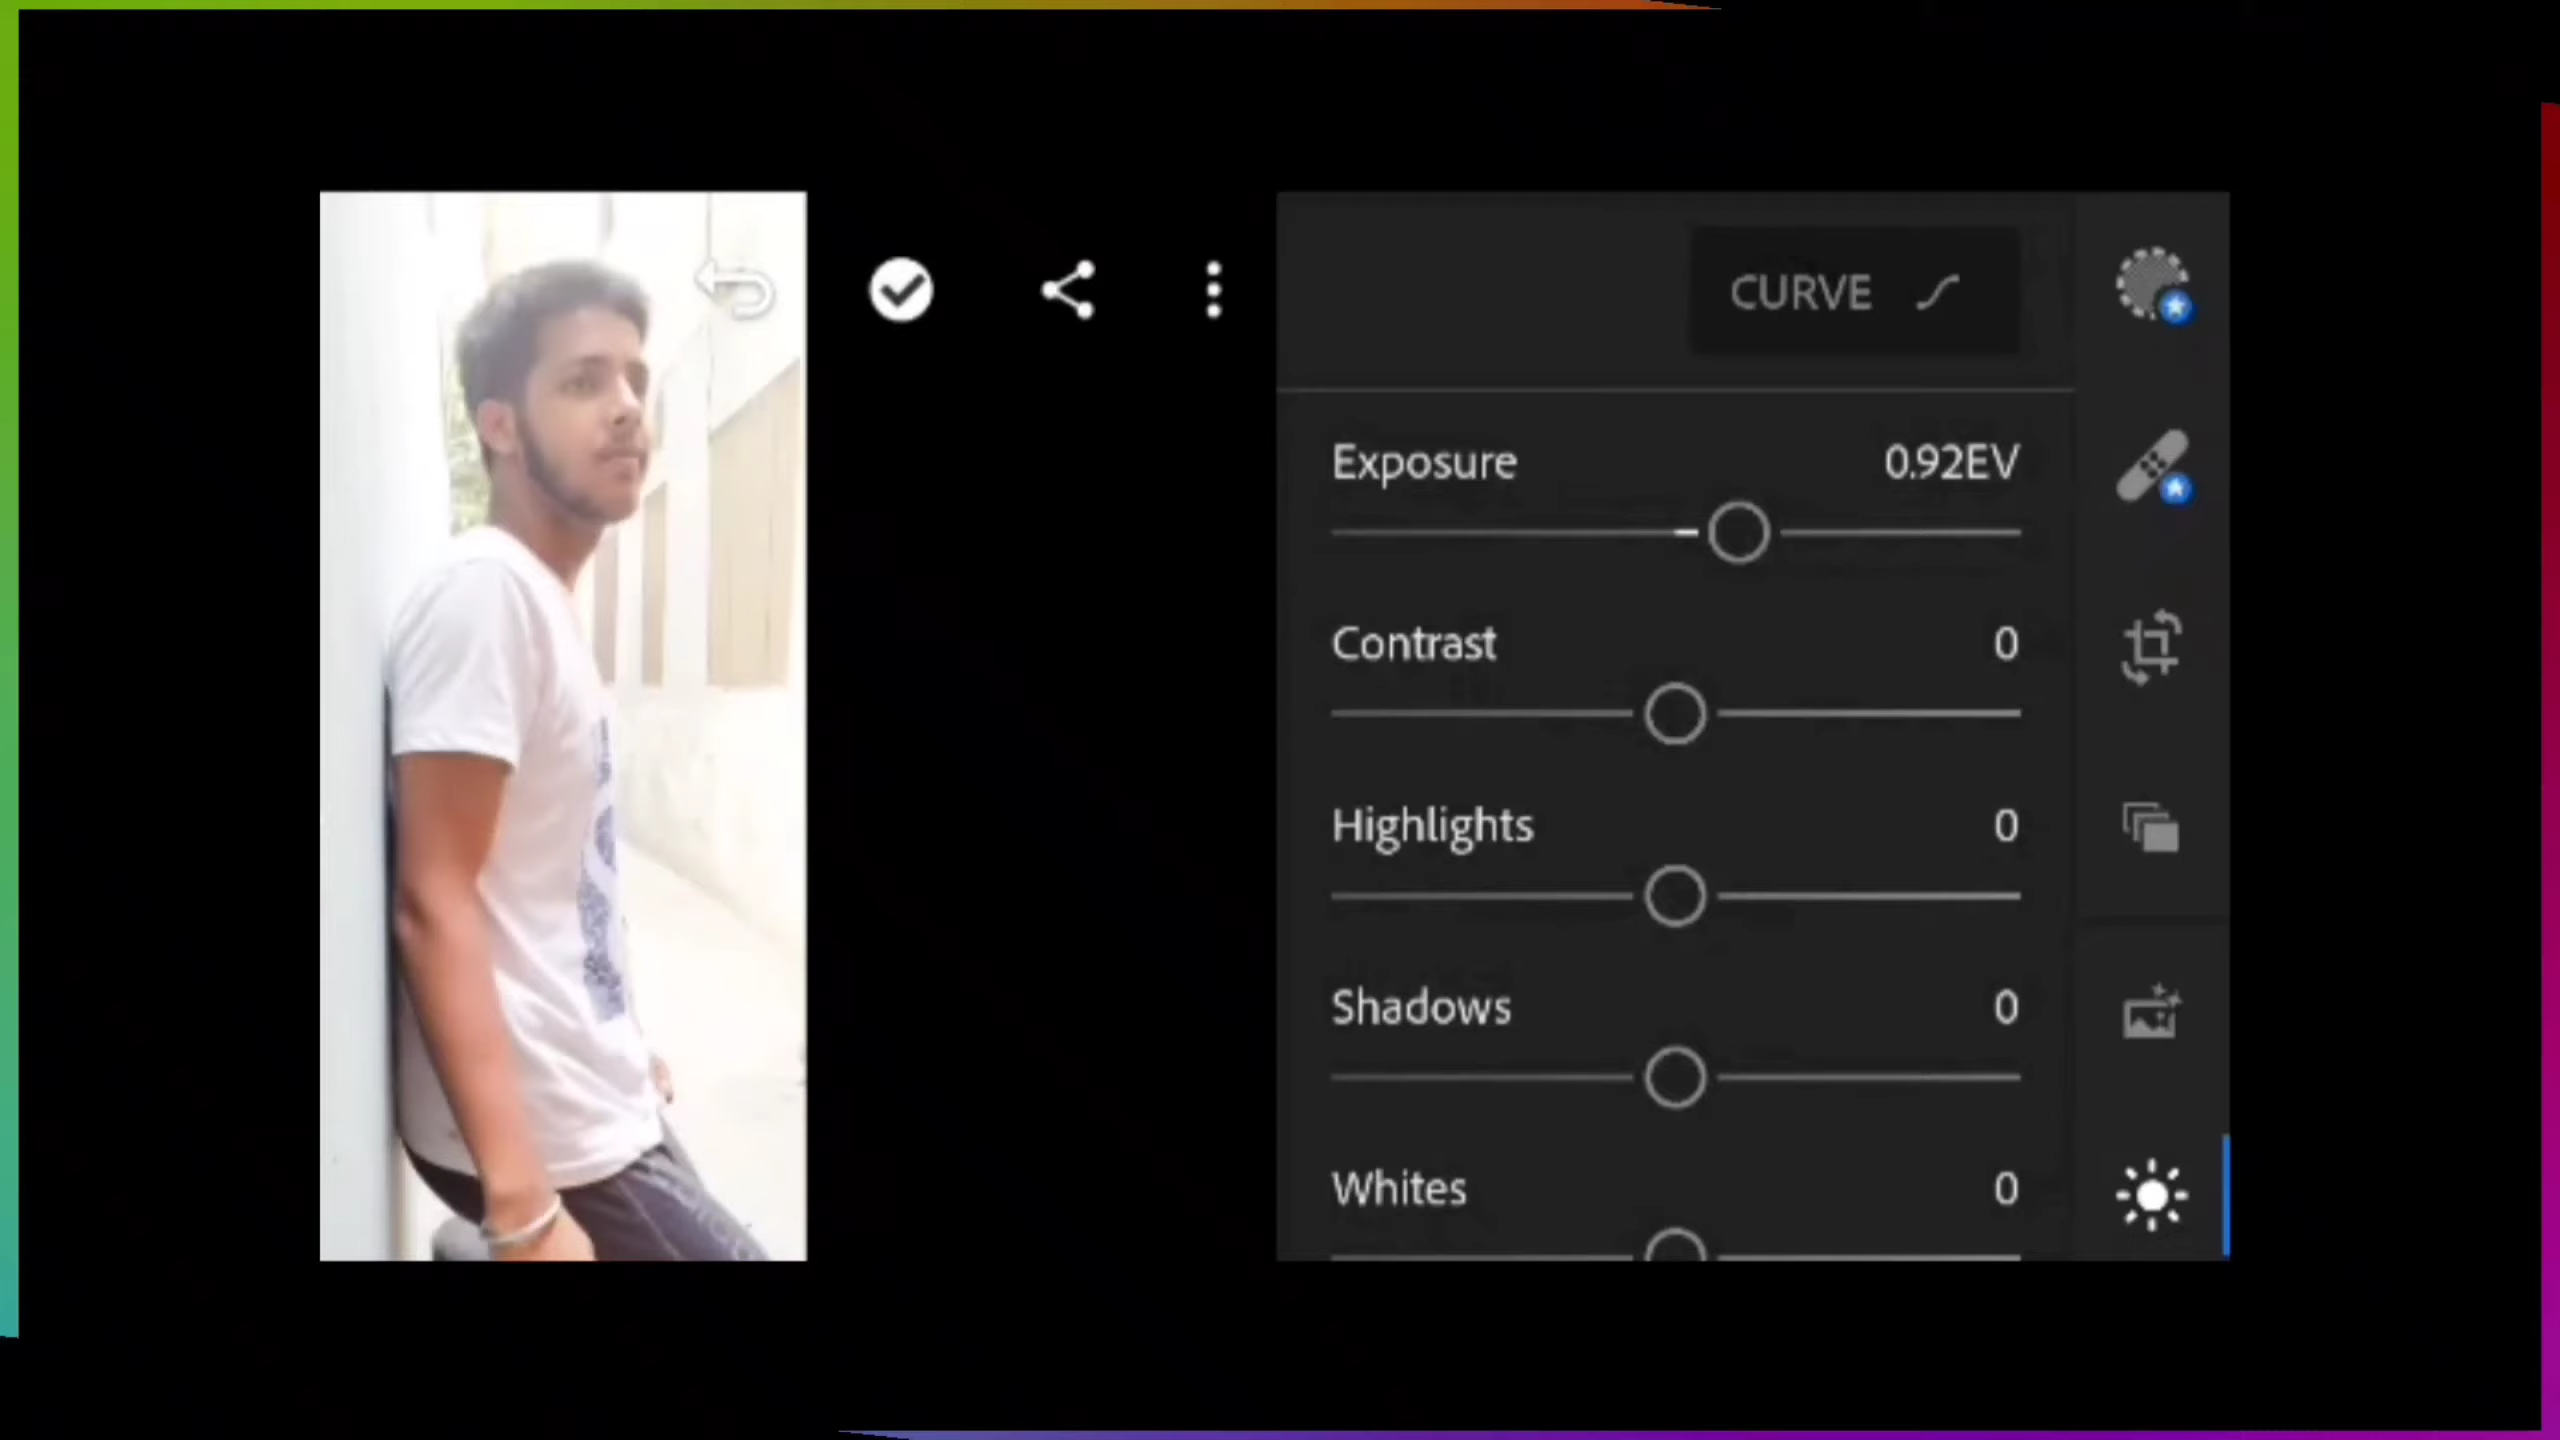 CURVE
Exposure 0.92EV
Contrast 0
Highlights 0
Shadows 0
Whites 0